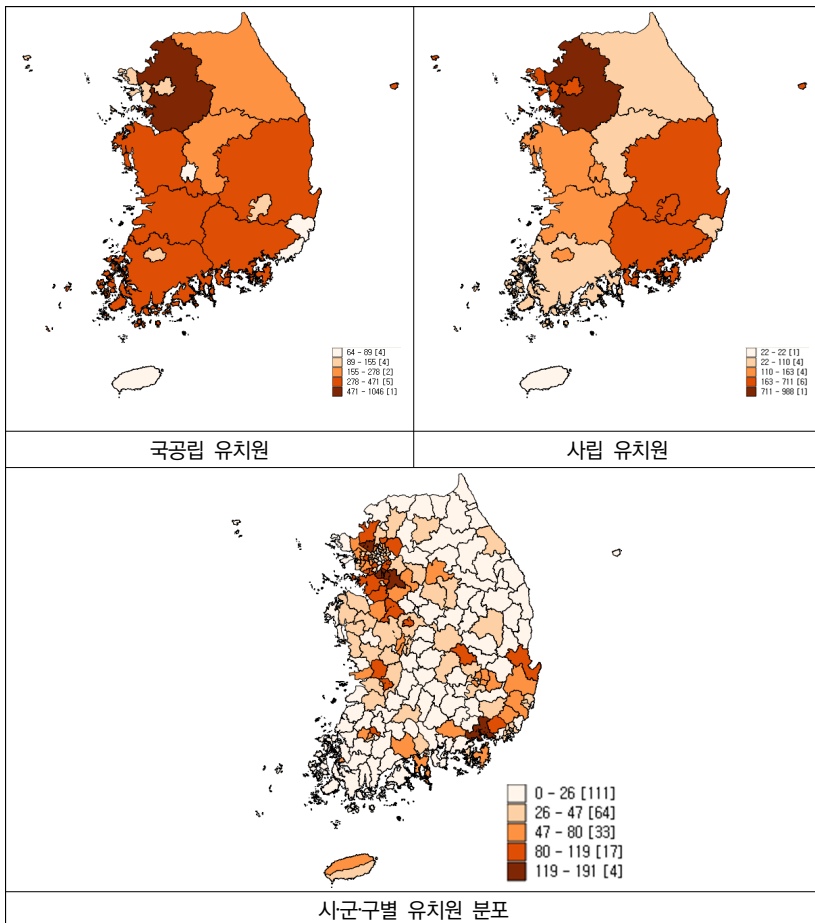 64 - 89 [4]
89 - 155 [4]
155 - 278 [2]
278 - 471 [5]
471 - 1046 [1]
국공립 유치원
22 - 22 [1]
22 - 110 [4]
110 - 163 [4]
163 - 711 [6]
711 - 988 [1]
사립 유치원
0 - 26 [111]
26 - 47 [64]
47 - 80 [33]
80 - 119 [17]
119 - 191 [4]
시·군·구별 유치원 분포